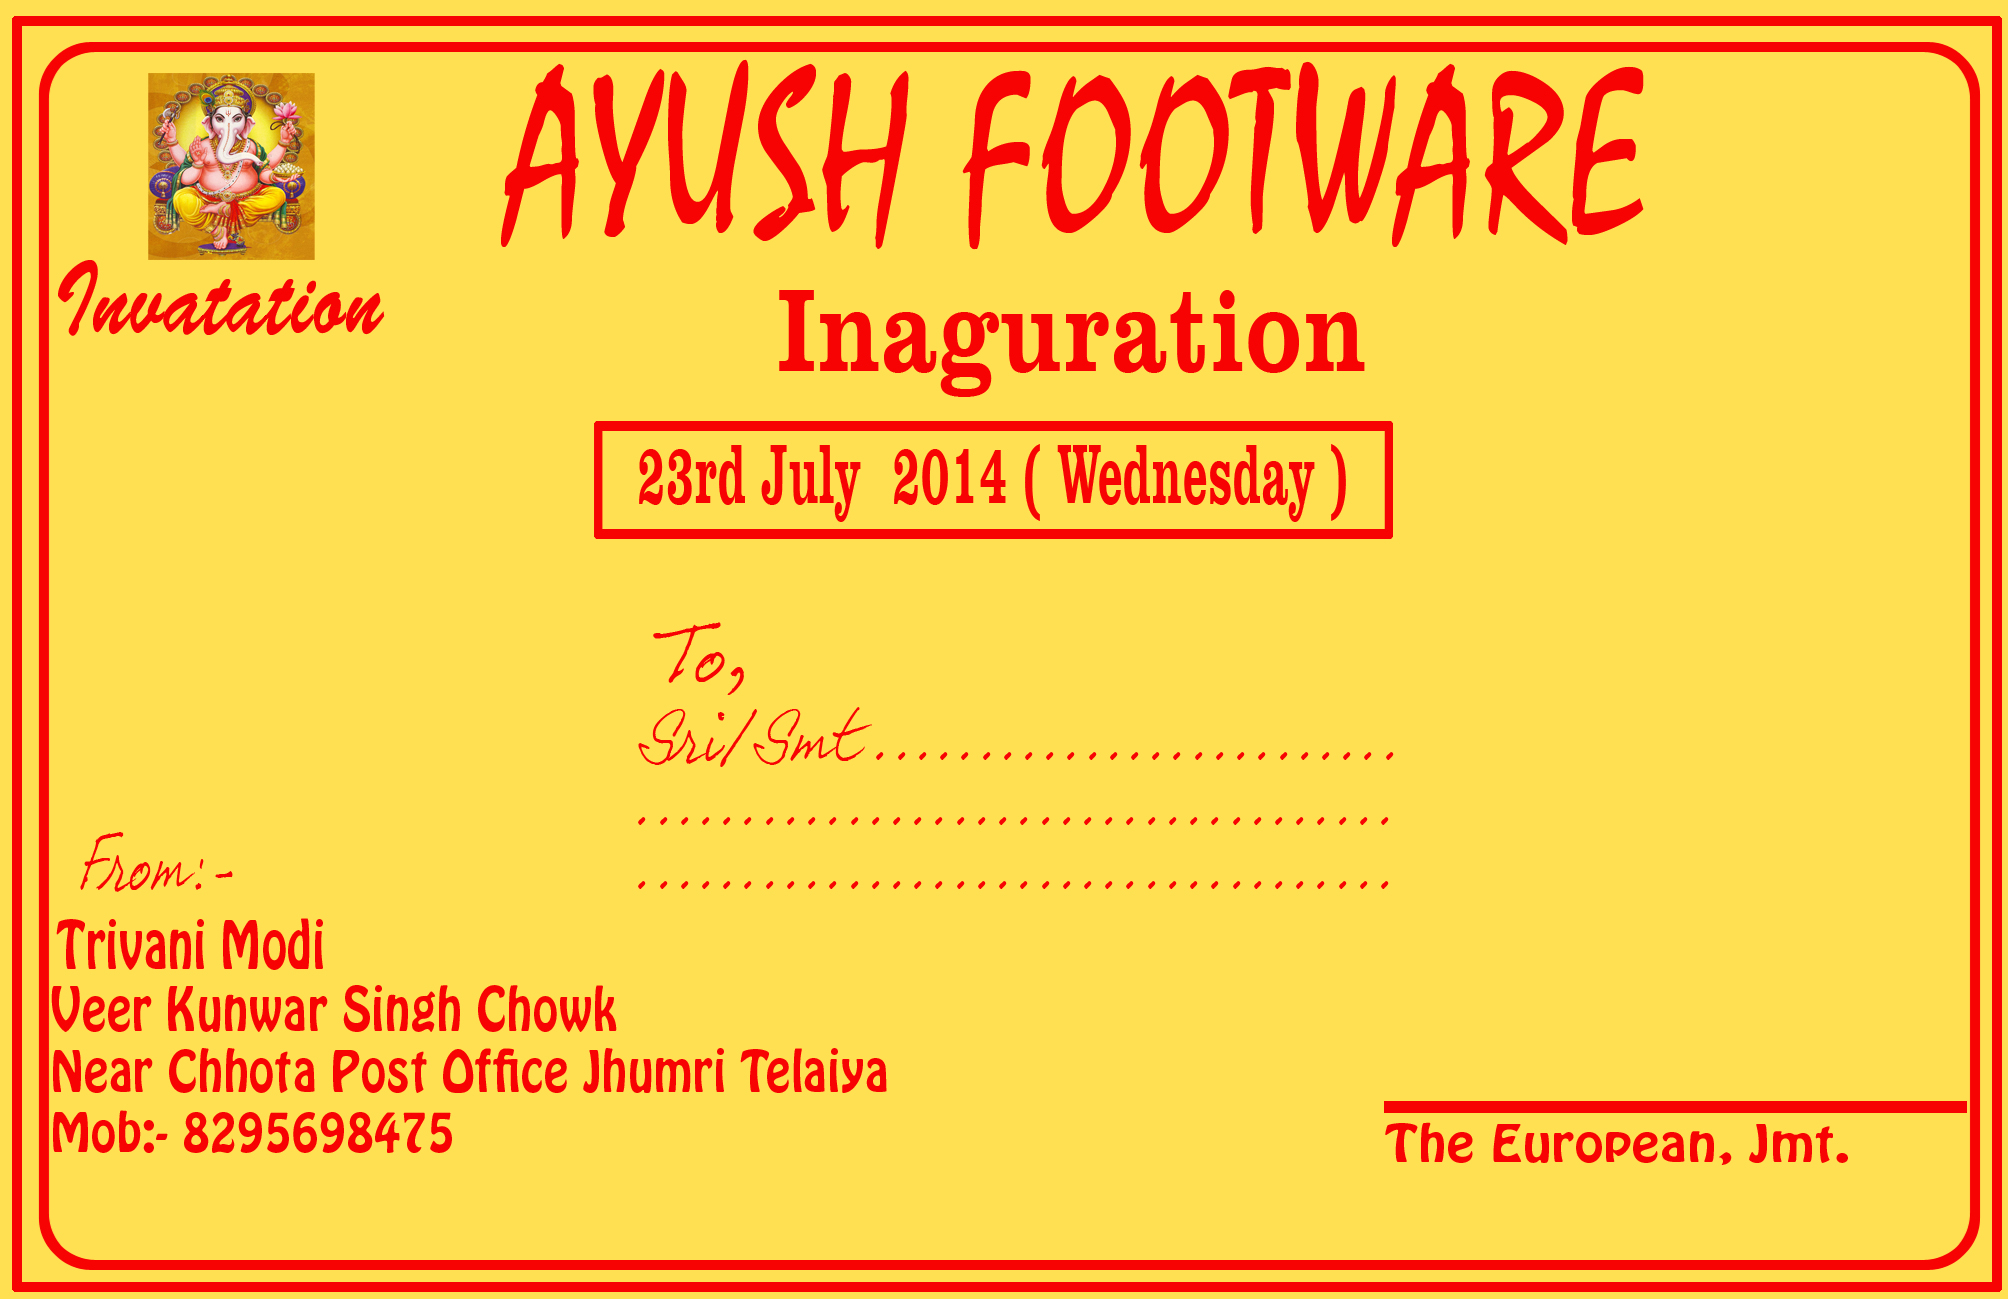 AYUSH FOOTWARE
Invatation
Inaguration
23rd July 2014 ( Wednesday )
To,
Sri/Smt.........................
....................................
....................................
From:-
Trivani Modi
Veer Kunwar Singh Chowk
Near Chhota Post Office Jhumri Telaiya
Mob:- 8295698475
The European, Jmt.